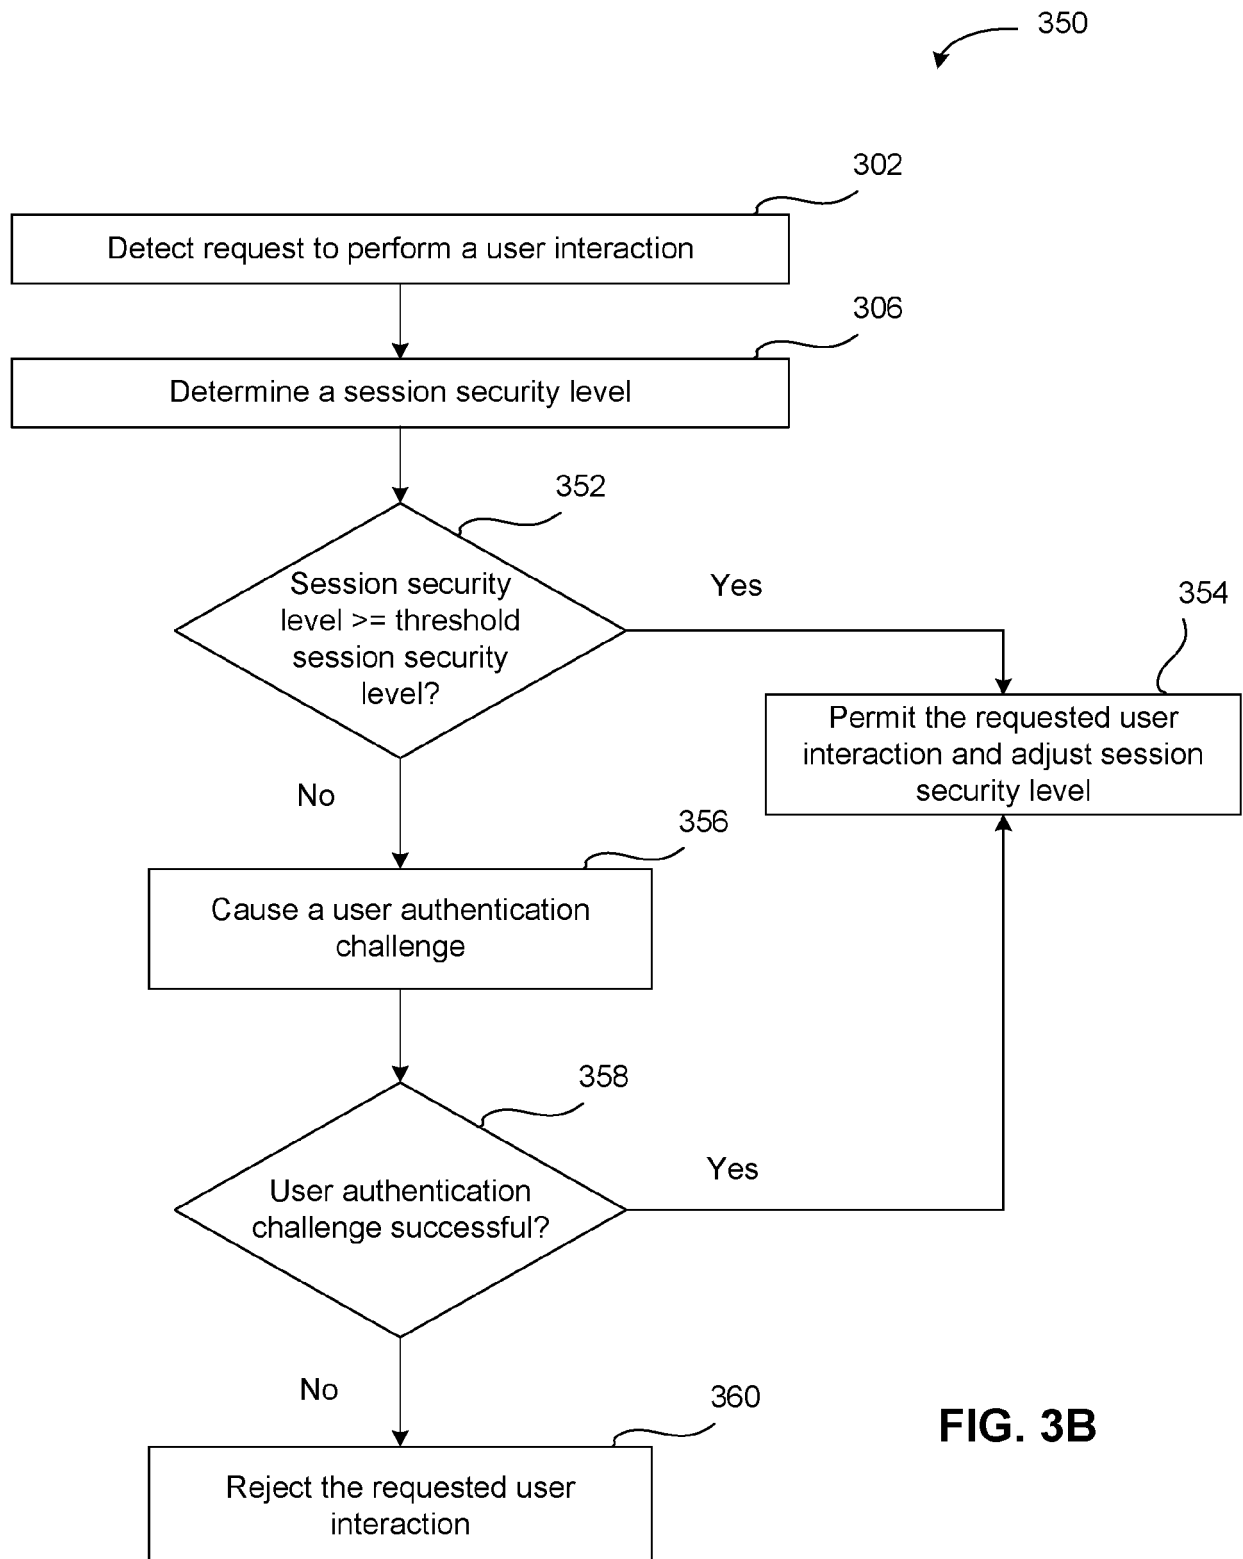 350
302
Detect request to perform a user interaction
306
Determine a session security level
352
Session security
level >= threshold
session security
level?
Yes
354
Permit the requested user
interaction and adjust session
security level
No
356
Cause a user authentication
challenge
358
User authentication
challenge successful?
Yes
No
360
Reject the requested user
interaction
FIG. 3B